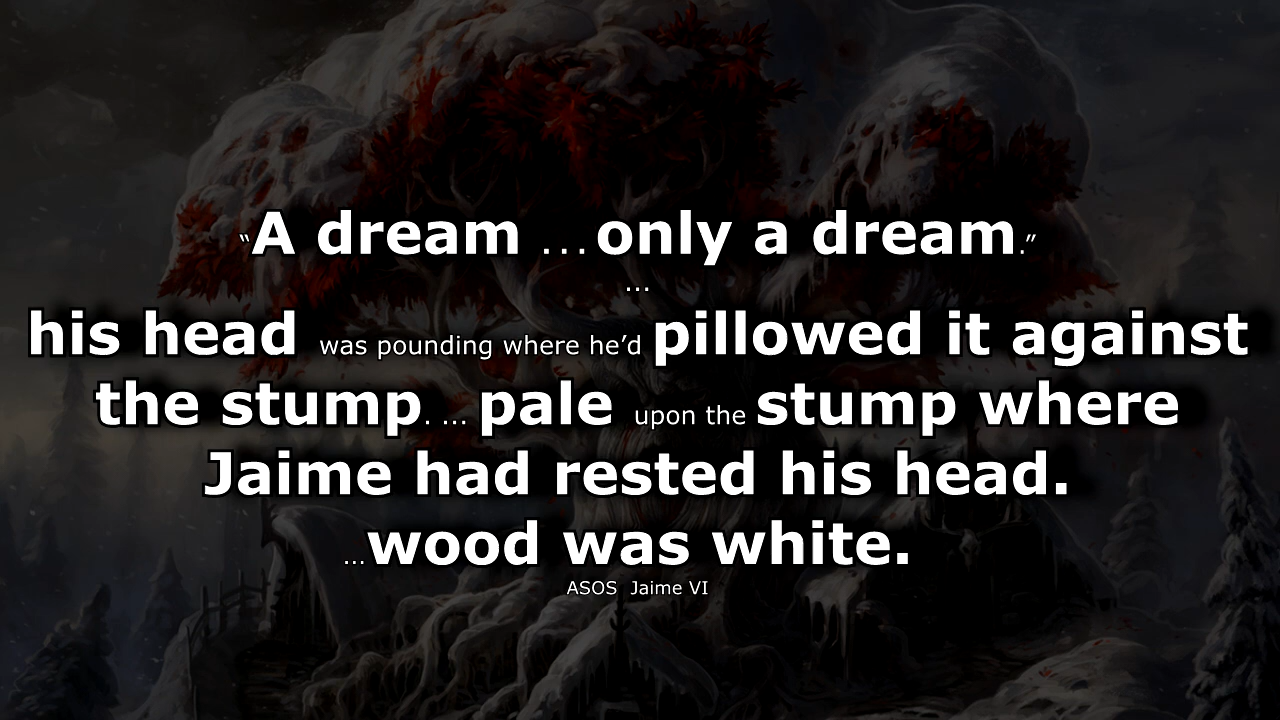 “A dream . . . only a dream.”
...
his head was pounding where he’d pillowed it against
the stump. ... pale upon the stump where
Jaime had rested his head.
...wood was white.
ASOS Jaime VI